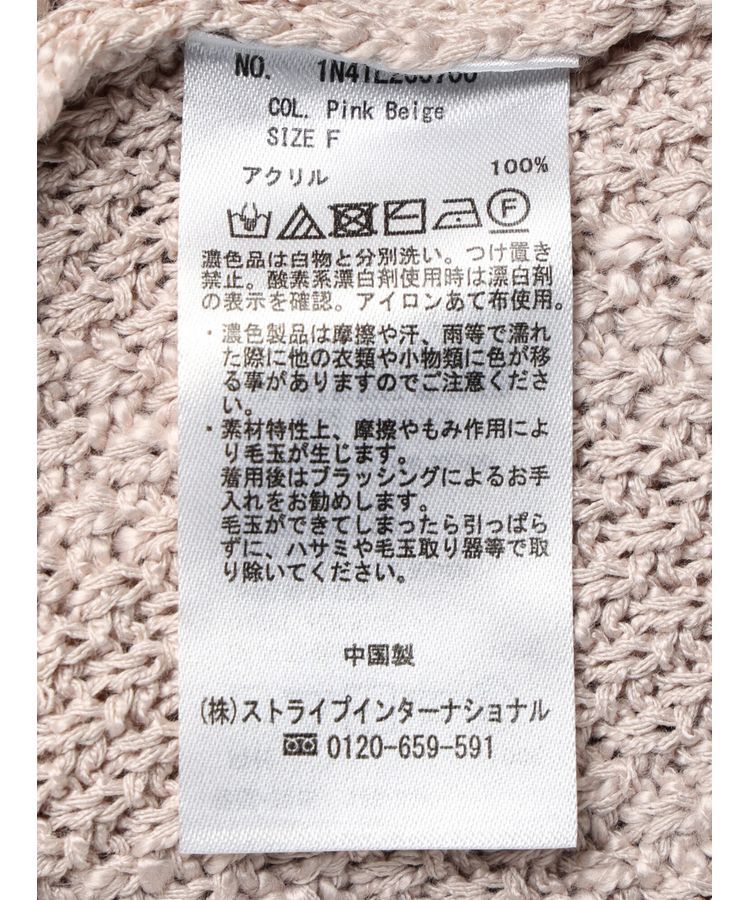 NO.
COL. Pink Beige
SIZE F
アクリル 100%
F
濃色品は白物と分別洗い。つけ置き
禁止。酸素系漂白剤使用時は漂白剤
の表示を確認。アイロンあて布使用。
・濃色製品は摩擦や汗、雨等で濡れ
た際に他の衣類や小物類に色が移
る事がありますのでご注意くださ
い。
・素材特性上、摩擦やもみ作用によ
り毛玉が生じます。
着用後はブラッシングによるお手
入れをお勧めします。
毛玉ができてしまったら引っぱら
ずに、ハサミや毛玉取り器等で取
り除いてください。
中国製
(株)ストライプインターナショナル
0120-659-591